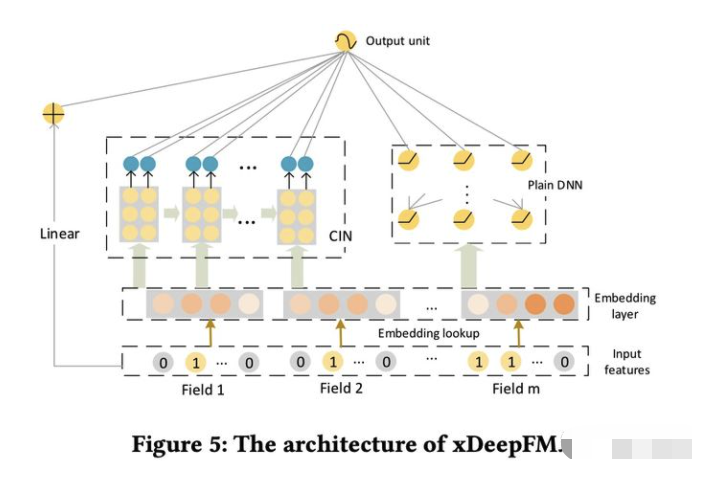 Output unit
Linear
...
CIN
...
Plain DNN
⋮
Embedding
layer
...
Embedding lookup
0 1 ... 0 0 1 ... 0 ... 1 1 ... 0
Input
features
Field 1 Field 2 Field m
Figure 5: The architecture of xDeepFM.